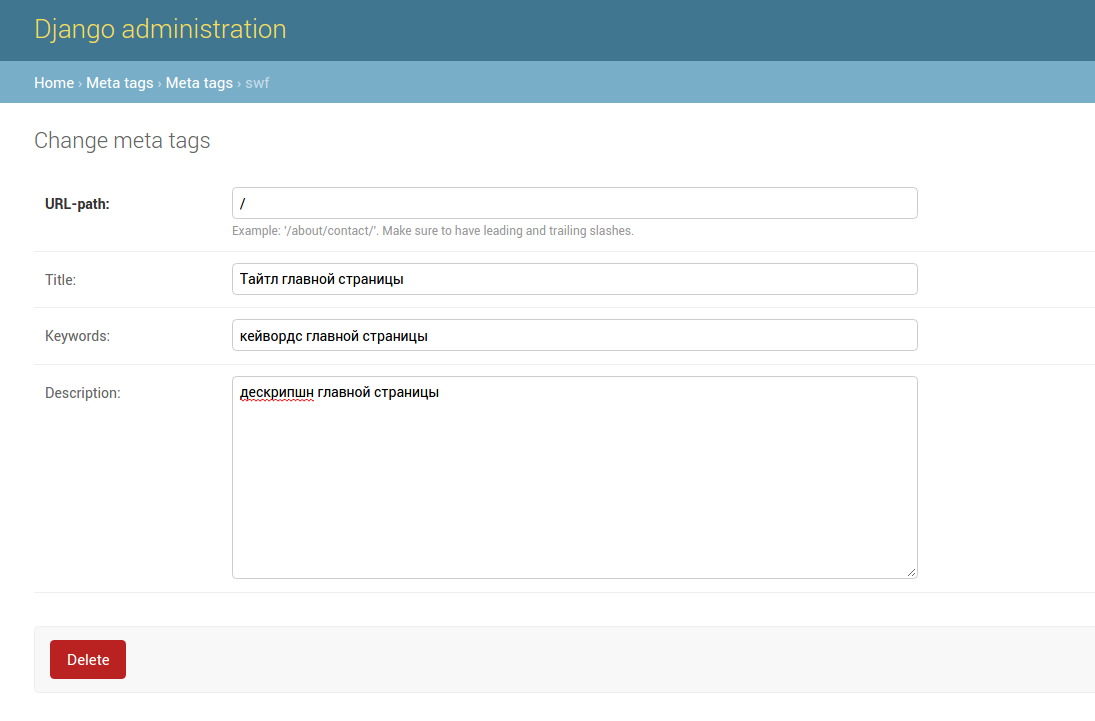 Django administration
Home › Meta tags › Meta tags › swf
Change meta tags
URL-path: /
Example: '/about/contact/'. Make sure to have leading and trailing slashes.
Title: Тайтл главной страницы
Keywords: кейвордс главной страницы
Description: дескрипшн главной страницы
Delete